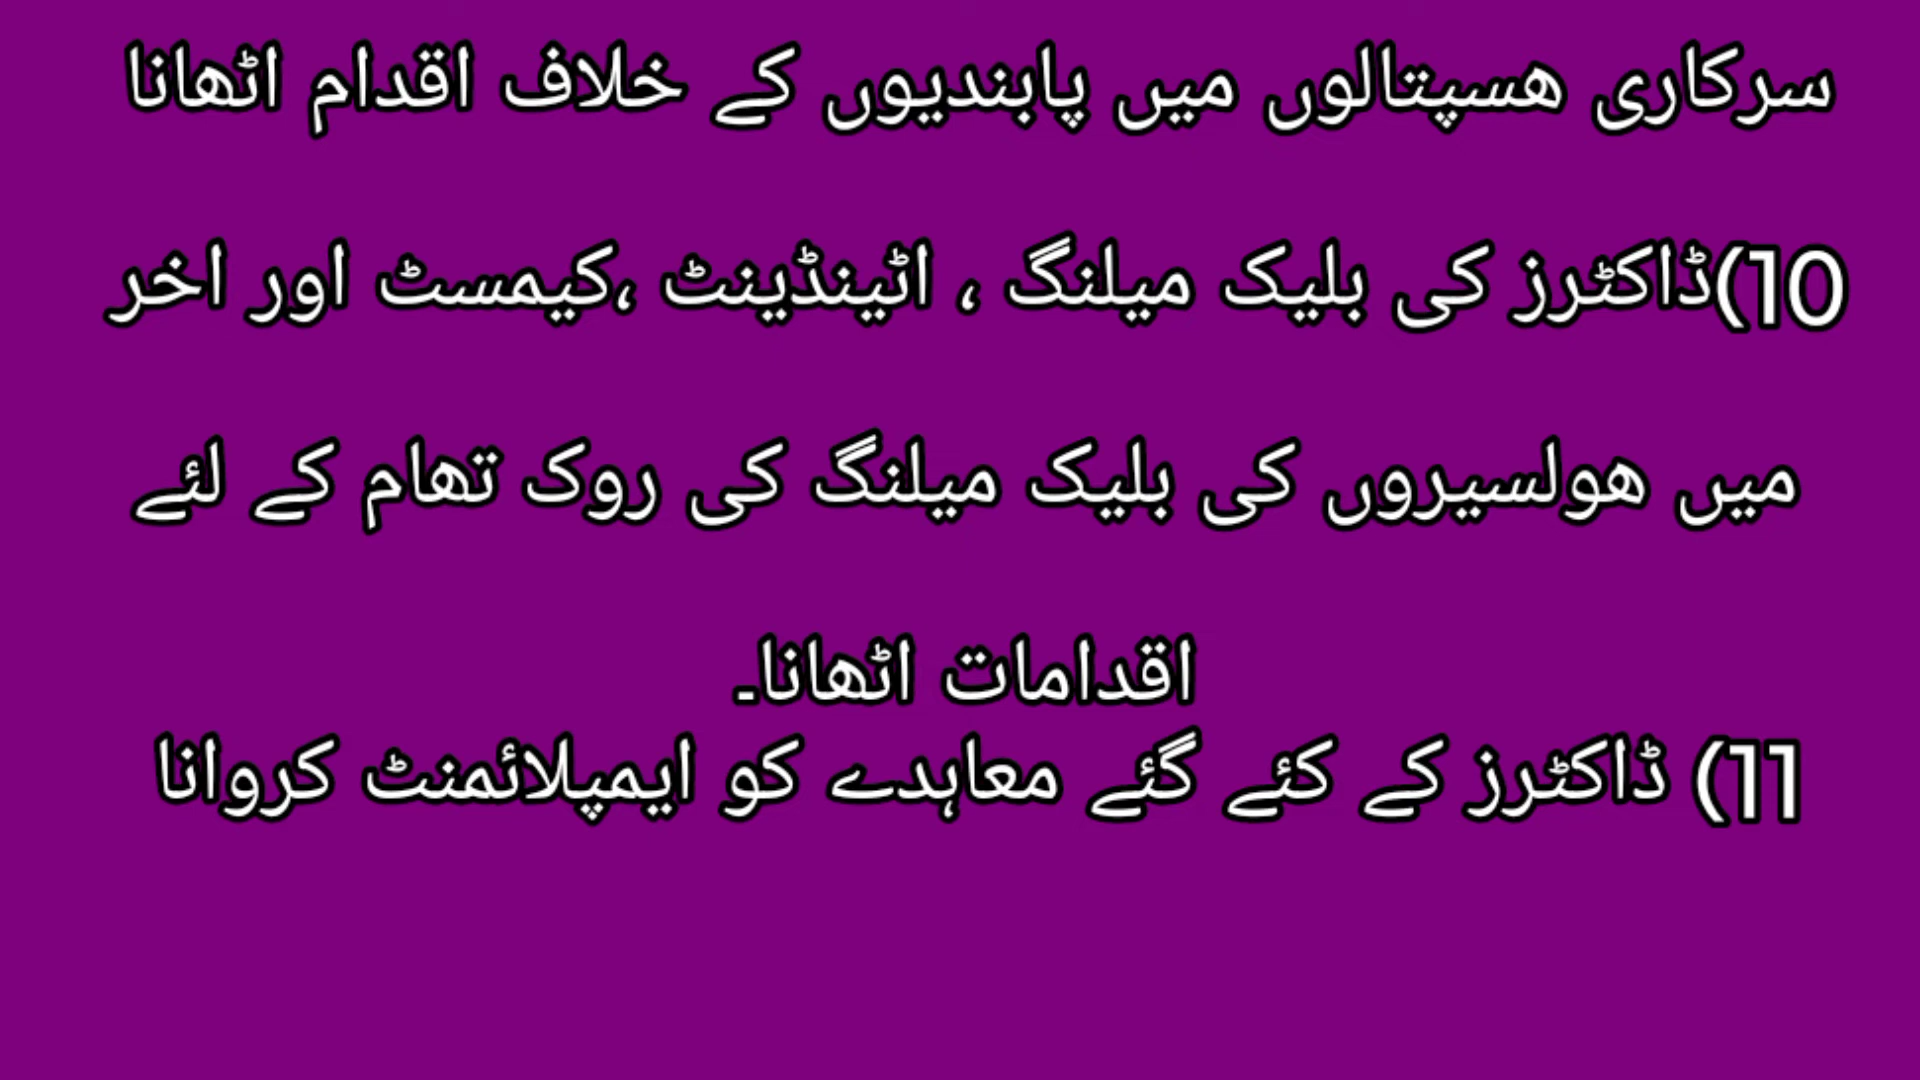 سرکاری ھسپتالوں میں پابندیوں کے خلاف اقدام اٹھانا
10)ڈاکٹرز کی بلیک میلنگ ، اٹینڈینٹ ،کیمسٹ اور اخر
میں ھولسیروں کی بلیک میلنگ کی روک تھام کے لئے
اقدامات اٹھانا۔
11) ڈاکٹرز کے کئے گئے معاہدے کو ایمپلائمنٹ کروانا